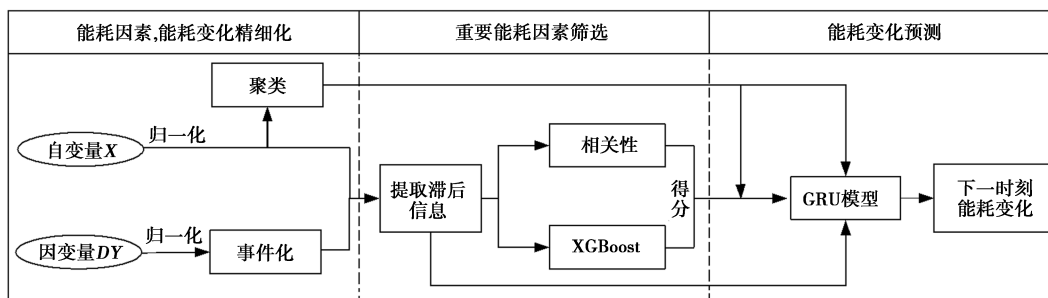 能耗因素,能耗变化精细化
重要能耗因素筛选
能耗变化预测
聚类
自变量X
归一化
因变量DY
归一化
事件化
提取滞后
信息
相关性
XGBoost
得
分
GRU模型
下一时刻
能耗变化